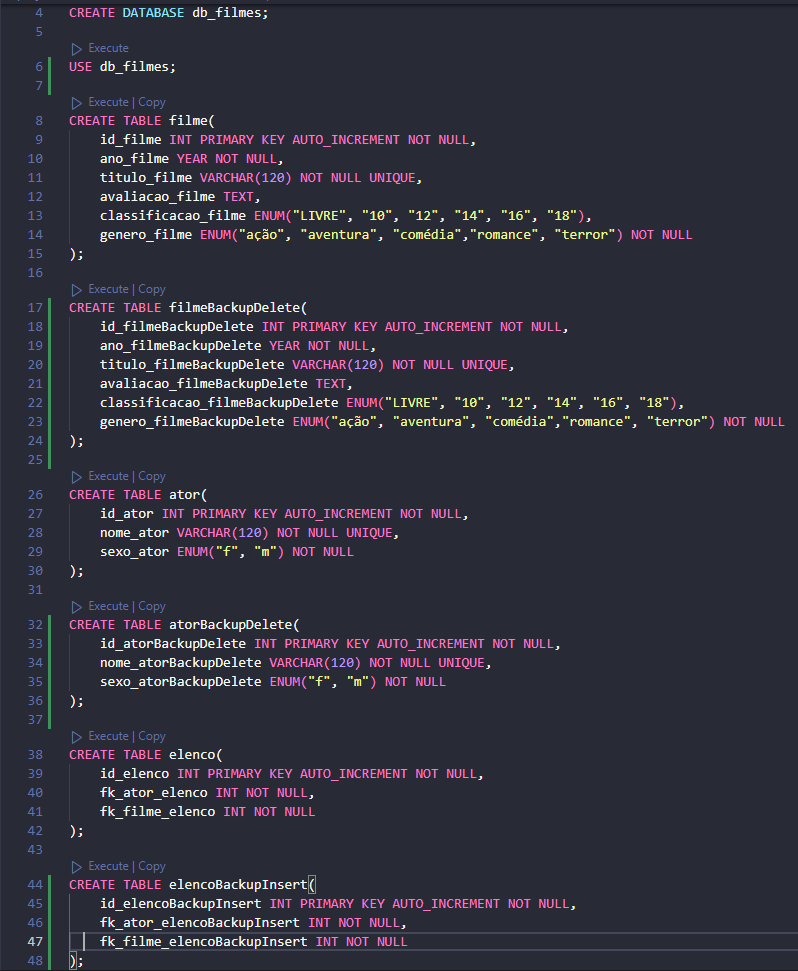 4 CREATE DATABASE db_filmes;
5
Execute
6 USE db_filmes;
7
Execute | Copy
8 CREATE TABLE filme(
9 id_filme INT PRIMARY KEY AUTO_INCREMENT NOT NULL,
10 ano_filme YEAR NOT NULL,
11 titulo_filme VARCHAR(120) NOT NULL UNIQUE,
12 avaliacao_filme TEXT,
13 classificacao_filme ENUM("LIVRE", "10", "12", "14", "16", "18"),
14 genero_filme ENUM("ação", "aventura", "comédia","romance", "terror") NOT NULL
15 );
16
Execute | Copy
17 CREATE TABLE filmeBackupDelete(
18 id_filmeBackupDelete INT PRIMARY KEY AUTO_INCREMENT NOT NULL,
19 ano_filmeBackupDelete YEAR NOT NULL,
20 titulo_filmeBackupDelete VARCHAR(120) NOT NULL UNIQUE,
21 avaliacao_filmeBackupDelete TEXT,
22 classificacao_filmeBackupDelete ENUM("LIVRE", "10", "12", "14", "16", "18"),
23 genero_filmeBackupDelete ENUM("ação", "aventura", "comédia","romance", "terror") NOT NULL
24 );
25
Execute | Copy
26 CREATE TABLE ator(
27 id_ator INT PRIMARY KEY AUTO_INCREMENT NOT NULL,
28 nome_ator VARCHAR(120) NOT NULL UNIQUE,
29 sexo_ator ENUM("f", "m") NOT NULL
30 );
31
Execute | Copy
32 CREATE TABLE atorBackupDelete(
33 id_atorBackupDelete INT PRIMARY KEY AUTO_INCREMENT NOT NULL,
34 nome_atorBackupDelete VARCHAR(120) NOT NULL UNIQUE,
35 sexo_atorBackupDelete ENUM("f", "m") NOT NULL
36 );
37
Execute | Copy
38 CREATE TABLE elenco(
39 id_elenco INT PRIMARY KEY AUTO_INCREMENT NOT NULL,
40 fk_ator_elenco INT NOT NULL,
41 fk_filme_elenco INT NOT NULL
42 );
43
Execute | Copy
44 CREATE TABLE elencoBackupInsert(
45 id_elencoBackupInsert INT PRIMARY KEY AUTO_INCREMENT NOT NULL,
46 fk_ator_elencoBackupInsert INT NOT NULL,
47 fk_filme_elencoBackupInsert INT NOT NULL
48 );